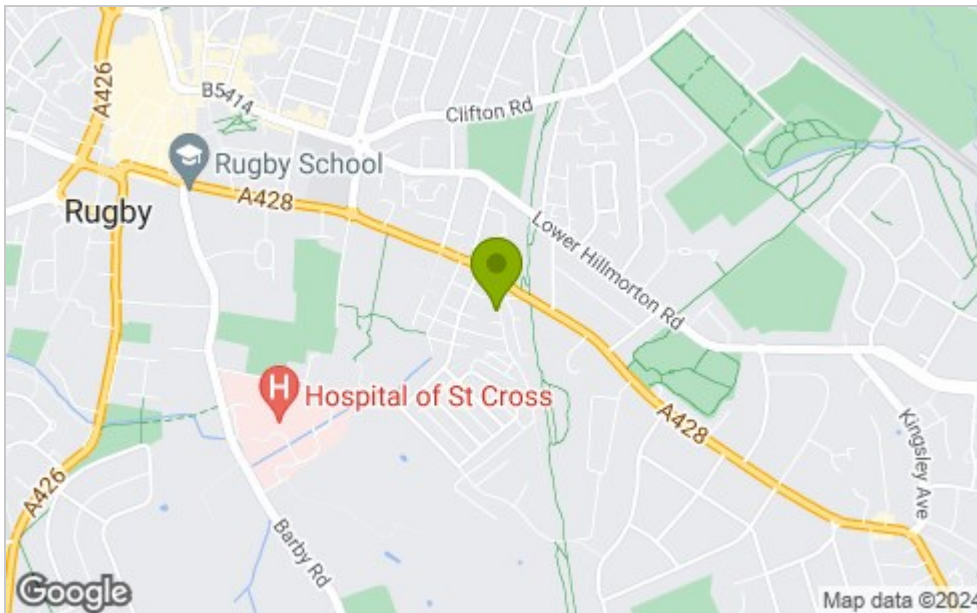 A426
B5414
Clifton Rd
Rugby School
A428
Rugby
Lower Hillmorton Rd
H
Hospital of St Cross
A428
Kingsley Ave
A426
Barby Rd
Google
Map data ©2024